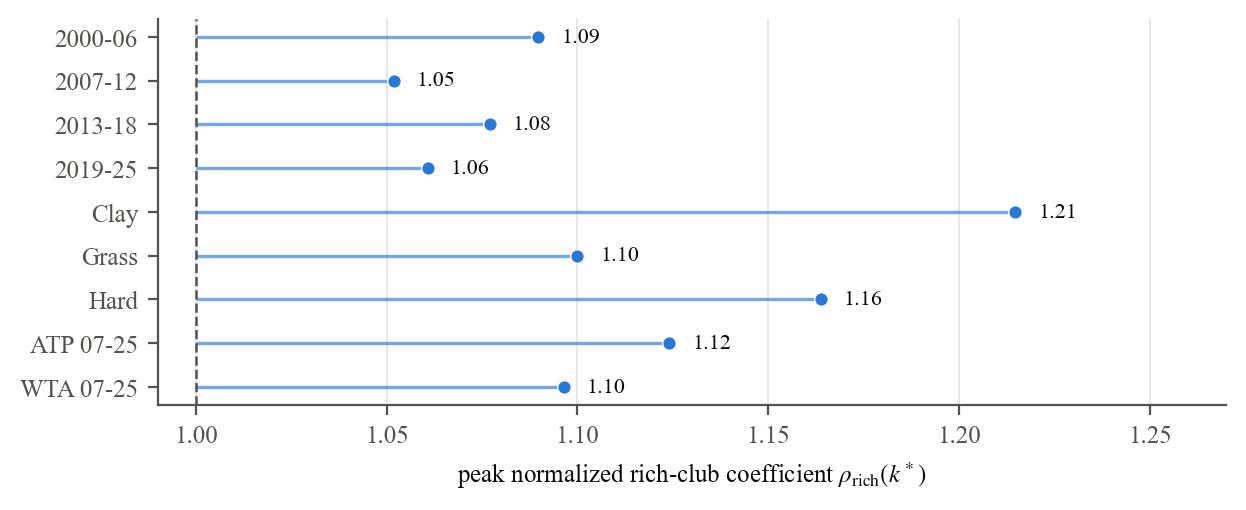 2000-06 1.09
2007-12 1.05
2013-18 1.08
2019-25 1.06
Clay 1.21
Grass 1.10
Hard 1.16
ATP 07-25 1.12
WTA 07-25 1.10
1.00 1.05 1.10 1.15 1.20 1.25
peak normalized rich-club coefficient ρ_rich(k*)